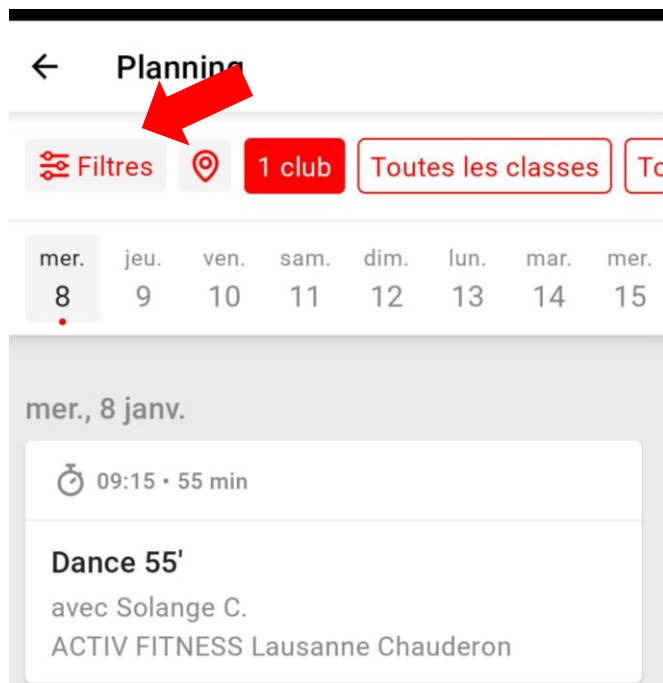 Planning
Filtres 1 club Toutes les classes
mer. jeu. ven. sam. dim. lun. mar. mer.
8 9 10 11 12 13 14 15
mer., 8 janv.
09:15 • 55 min
Dance 55'
avec Solange C.
ACTIV FITNESS Lausanne Chauderon